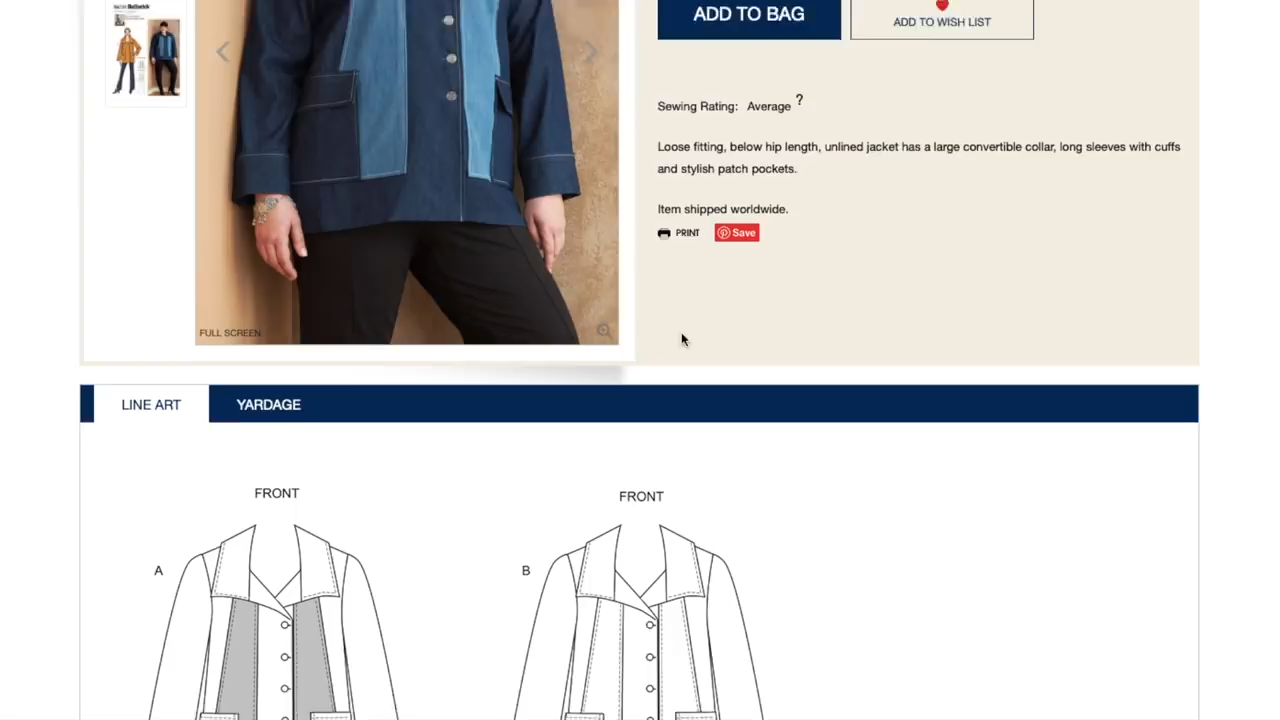 Butterick
ADD TO BAG
ADD TO WISH LIST
Sewing Rating: Average ?
Loose fitting, below hip length, unlined jacket has a large convertible collar, long sleeves with cuffs
and stylish patch pockets.
Item shipped worldwide.
PRINT
Save
FULL SCREEN
LINE ART
YARDAGE
FRONT
FRONT
A
B